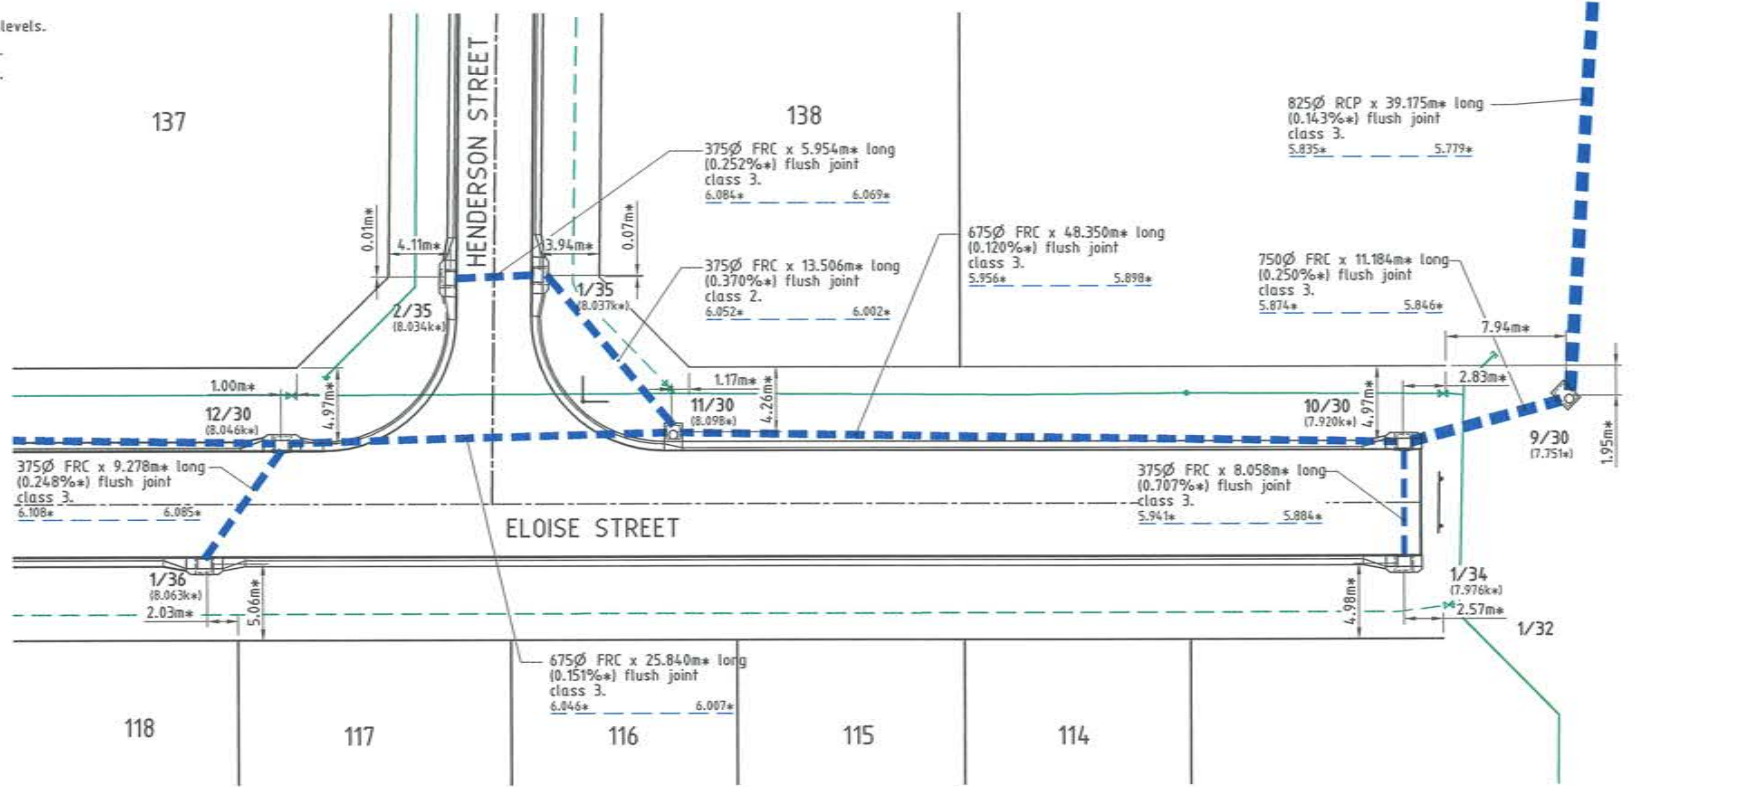 levels.
137
HENDERSON STREET
138
825Ø RCP x 39.175m* long
(0.143%*) flush joint
class 3.
5.835* 5.779*
375Ø FRC x 5.954m* long
(0.252%*) flush joint
class 3.
6.084* 6.069*
0.01m*
4.11m*
3.94m*
0.07m*
675Ø FRC x 48.350m* long
(0.120%*) flush joint
class 3.
5.956* 5.898*
375Ø FRC x 13.506m* long
(0.370%*) flush joint
class 2.
6.052* 6.002*
750Ø FRC x 11.184m* long
(0.250%*) flush joint
class 3.
5.874* 5.846*
2/35
(8.034k*)
1/35
(8.037k*)
7.94m*
1.00m*
4.97m*
1.17m*
4.26m*
4.97m*
2.83m*
12/30
(8.046k*)
11/30
(8.098*)
10/30
(7.920k*)
9/30
(7.751*)
1.95m*
375Ø FRC x 9.278m* long
(0.248%*) flush joint
class 3.
6.108* 6.085*
375Ø FRC x 8.058m* long
(0.707%*) flush joint
class 3.
5.941* 5.884*
ELOISE STREET
1/36
(8.063k*)
2.03m*
5.06m*
4.98m*
1/34
(7.976k*)
2.57m*
1/32
675Ø FRC x 25.840m* long
(0.151%*) flush joint
class 3.
6.046* 6.007*
118
117
116
115
114